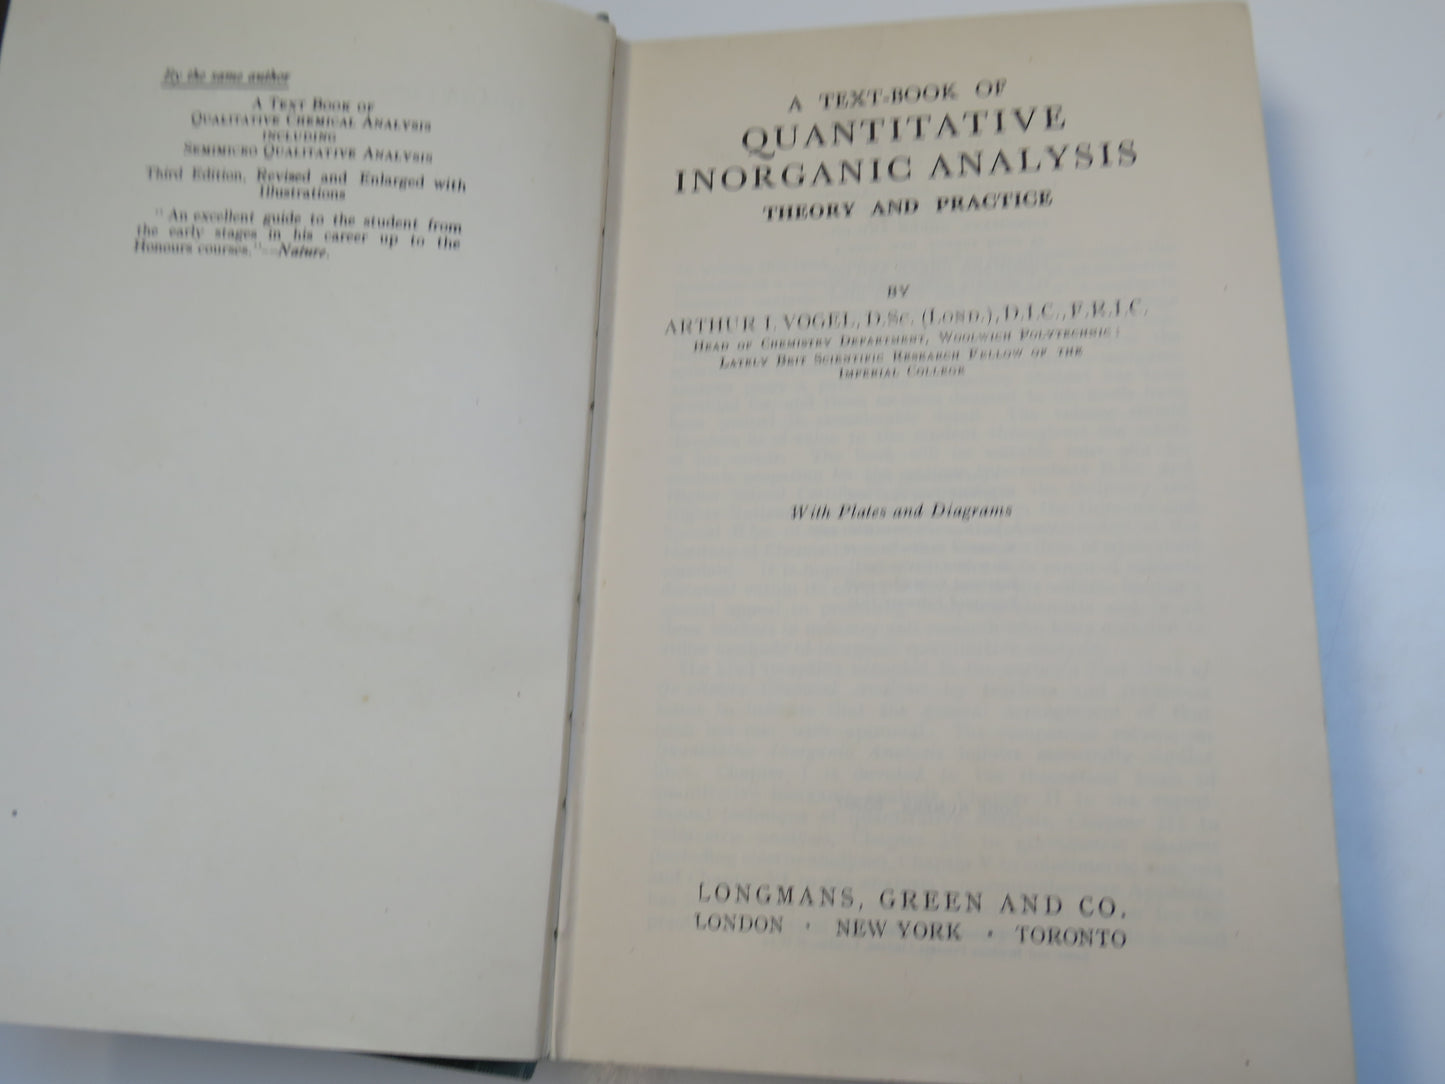 By the same author
A Text Book of
Qualitative Chemical Analysis
including
Semimicro Qualitative Analysis
Third Edition, Revised and Enlarged with
Illustrations
"An excellent guide to the student from
the early stages in his career up to the
Honours courses."—Nature.
A TEXT-BOOK OF
QUANTITATIVE
INORGANIC ANALYSIS
THEORY AND PRACTICE
BY
ARTHUR I. VOGEL, D.Sc. (Lond.), D.I.C., F.R.I.C.
Head of Chemistry Department, Woolwich Polytechnic;
Lately Beit Scientific Research Fellow of the
Imperial College
With Plates and Diagrams
LONGMANS, GREEN AND CO.
LONDON · NEW YORK · TORONTO